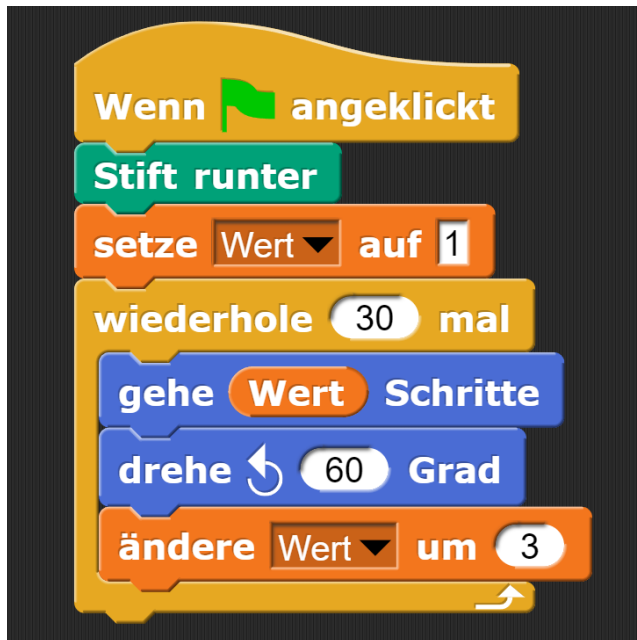 Wenn angeklickt
Stift runter
setze Wert auf 1
wiederhole 30 mal
gehe Wert Schritte
drehe 60 Grad
ändere Wert um 3